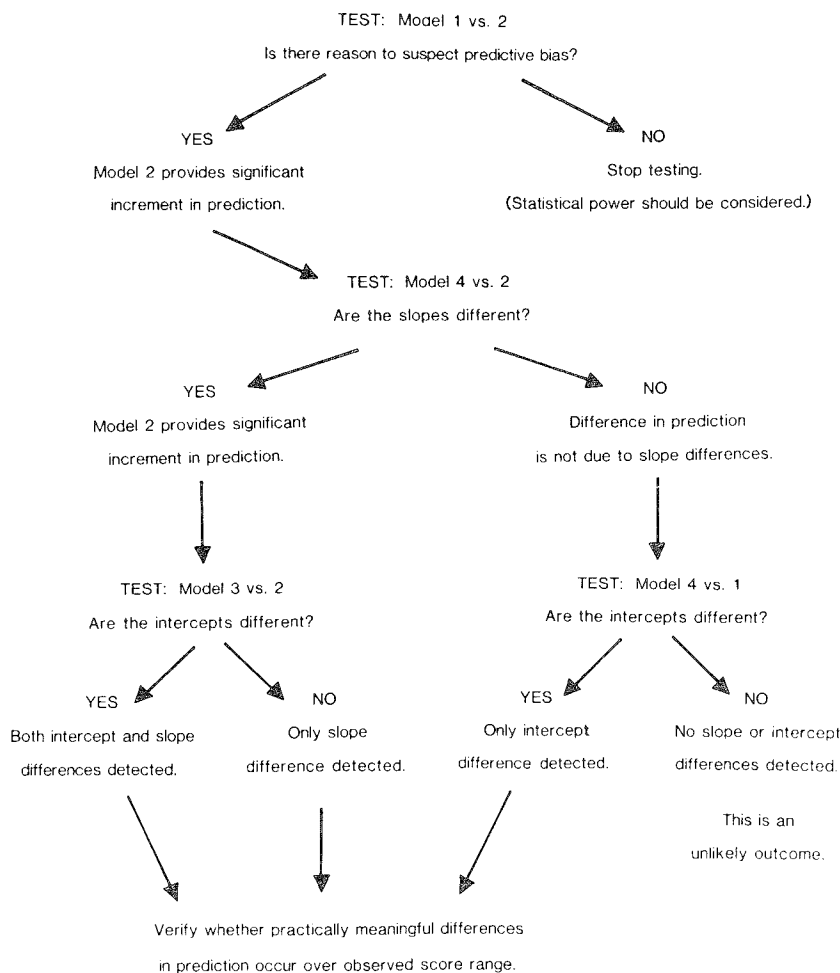 TEST: Model 1 vs. 2
Is there reason to suspect predictive bias?
YES
Model 2 provides significant
increment in prediction.
NO
Stop testing.
(Statistical power should be considered.)
TEST: Model 4 vs. 2
Are the slopes different?
YES
Model 2 provides significant
increment in prediction.
NO
Difference in prediction
is not due to slope differences.
TEST: Model 3 vs. 2
Are the intercepts different?
TEST: Model 4 vs. 1
Are the intercepts different?
YES
Both intercept and slope
differences detected.
NO
Only slope
difference detected.
YES
Only intercept
difference detected.
NO
No slope or intercept
differences detected.
This is an
unlikely outcome.
Verify whether practically meaningful differences
in prediction occur over observed score range.